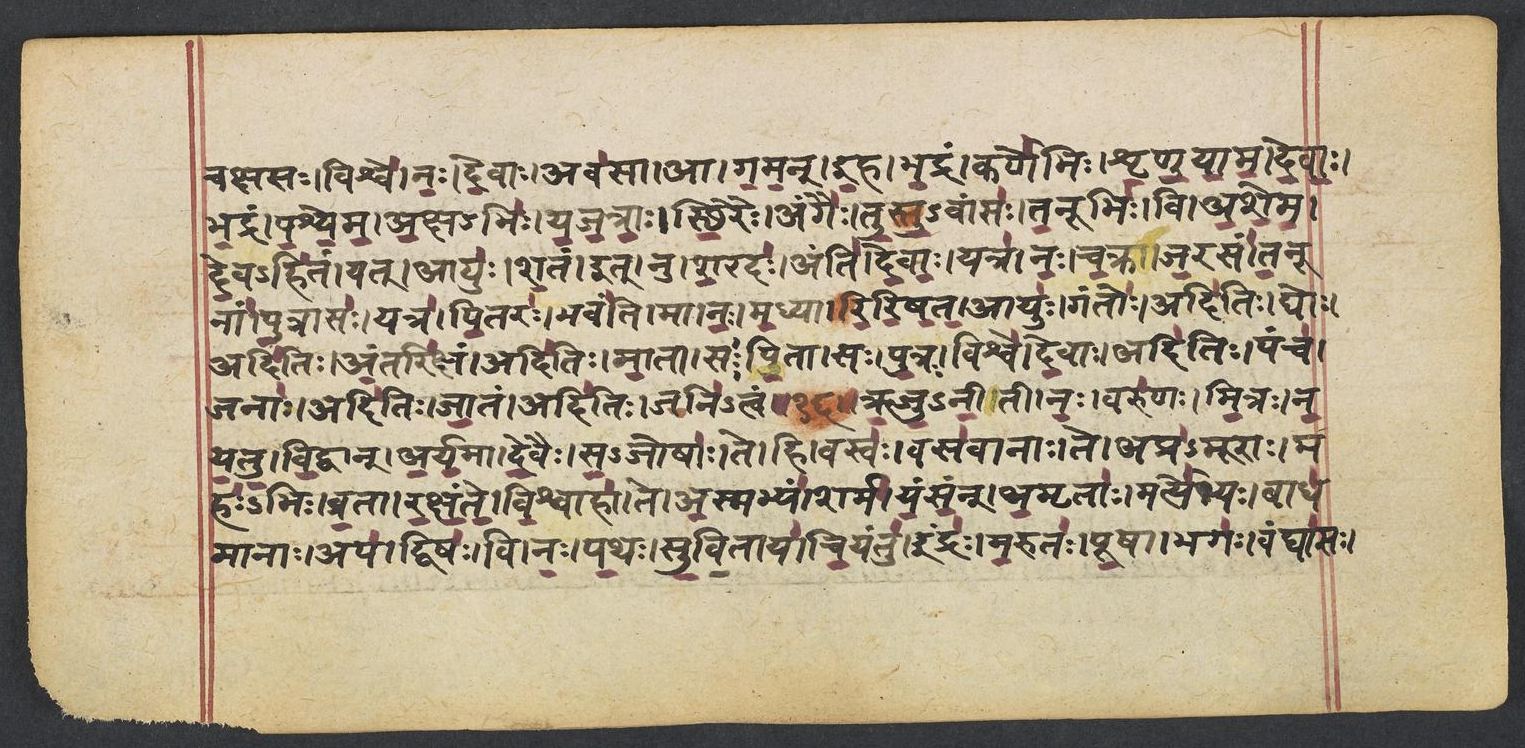 चक्षसः।विश्वे।नः।देवाः।अवसा।आ।गमन्।इह।भद्रं।कर्णेभिः।शृणुयाम।देवाः।
भद्रं।पश्येम।अक्षऽभिः।यजत्राः।स्थिरैः।अंगैः।तुस्तुऽवांसः।तनूभिः।वि।अशेम।
देवऽहितं।यत्।आयुः।शतं।इत्।नु।शरदः।अंति।देवाः।यत्र।नः।चक्र।जरसं।तनू
नां।पुत्रासः।यत्र।पितरः।भवंति।मा।नः।मध्या।रिरिषत।आयुः।गंतोः।अदितिः।द्यौः।
अदितिः।अंतरिक्षं।अदितिः।माता।सः।पिता।सः।पुत्रः।विश्वे।देवाः।अदितिः।पंच।
जनाः।अदितिः।जातं।अदितिः।जनिऽत्वं॥१६॥ऋजुऽनीती।नः।वरुणः।मित्रः।न
यतु।विद्वान्।अर्यमा।देवैः।सऽजोषाः।ते।हि।वस्वः।वसवानाः।ते।अप्रऽमूराः।म
हःऽभिः।व्रता।रक्षंते।विश्वाहा।ते।अस्मभ्यं।शर्म।यंसन्।अमृताः।मर्त्येभ्यः।बाध
मानाः।अप।द्विषः।वि।नः।पथः।सुविताय।चियंतु।इंद्रः।मरुतः।पूषा।भगः।वंद्यासः।